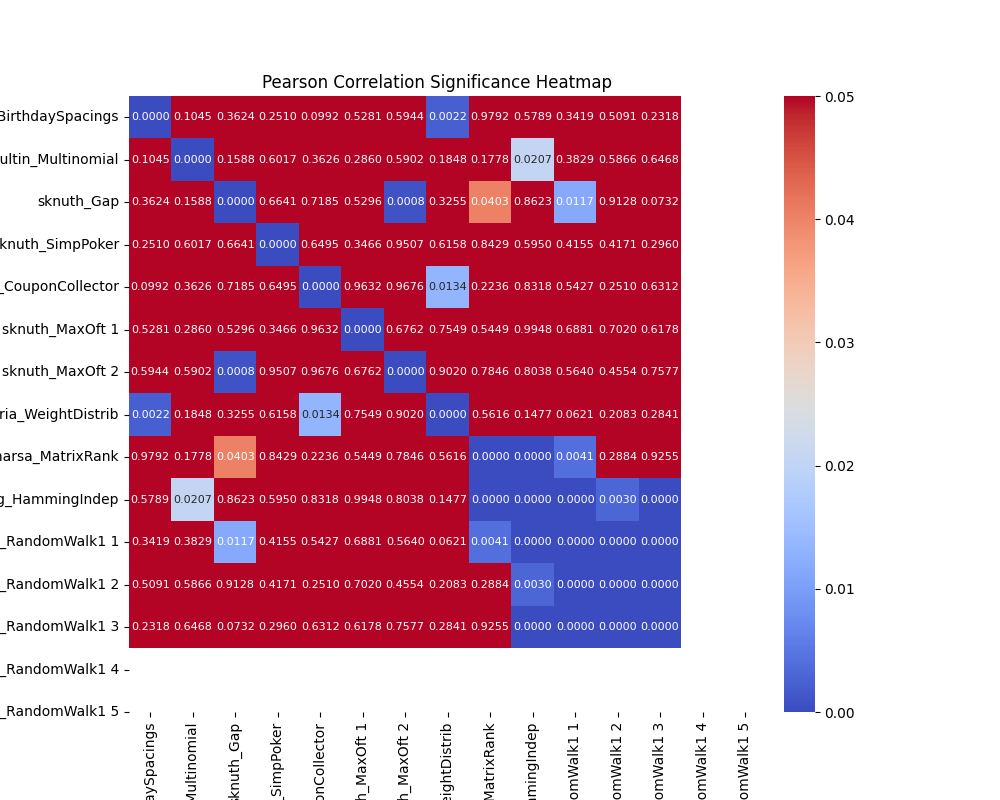 Pearson Correlation Significance Heatmap
BirthdaySpacings 0.0000 0.1045 0.3624 0.2510 0.0992 0.5281 0.5944 0.0022 0.9792 0.5789 0.3419 0.5091 0.2318
ultin_Multinomial 0.1045 0.0000 0.1588 0.6017 0.3626 0.2860 0.5902 0.1848 0.1778 0.0207 0.3829 0.5866 0.6468
sknuth_Gap 0.3624 0.1588 0.0000 0.6641 0.7185 0.5296 0.0008 0.3255 0.0403 0.8623 0.0117 0.9128 0.0732
knuth_SimpPoker 0.2510 0.6017 0.6641 0.0000 0.6495 0.3466 0.9507 0.6158 0.8429 0.5950 0.4155 0.4171 0.2960
_CouponCollector 0.0992 0.3626 0.7185 0.6495 0.0000 0.9632 0.9676 0.0134 0.2236 0.8318 0.5427 0.2510 0.6312
sknuth_MaxOft 1 0.5281 0.2860 0.5296 0.3466 0.9632 0.0000 0.6762 0.7549 0.5449 0.9948 0.6881 0.7020 0.6178
sknuth_MaxOft 2 0.5944 0.5902 0.0008 0.9507 0.9676 0.6762 0.0000 0.9020 0.7846 0.8038 0.5640 0.4554 0.7577
ria_WeightDistrib 0.0022 0.1848 0.3255 0.6158 0.0134 0.7549 0.9020 0.0000 0.5616 0.1477 0.0621 0.2083 0.2841
narsa_MatrixRank 0.9792 0.1778 0.0403 0.8429 0.2236 0.5449 0.7846 0.5616 0.0000 0.0000 0.0041 0.2884 0.9255
g_HammingIndep 0.5789 0.0207 0.8623 0.5950 0.8318 0.9948 0.8038 0.1477 0.0000 0.0000 0.0000 0.0030 0.0000
_RandomWalk1 1 0.3419 0.3829 0.0117 0.4155 0.5427 0.6881 0.5640 0.0621 0.0041 0.0000 0.0000 0.0000 0.0000
_RandomWalk1 2 0.5091 0.5866 0.9128 0.4171 0.2510 0.7020 0.4554 0.2083 0.2884 0.0030 0.0000 0.0000 0.0000
_RandomWalk1 3 0.2318 0.6468 0.0732 0.2960 0.6312 0.6178 0.7577 0.2841 0.9255 0.0000 0.0000 0.0000 0.0000
_RandomWalk1 4
_RandomWalk1 5
aySpacings
Multinomial
sknuth_Gap
_SimpPoker
onCollector
h_MaxOft 1
h_MaxOft 2
eightDistrib
MatrixRank
mmingIndep
omWalk1 1
omWalk1 2
omWalk1 3
omWalk1 4
omWalk1 5
0.05
0.04
0.03
0.02
0.01
0.00